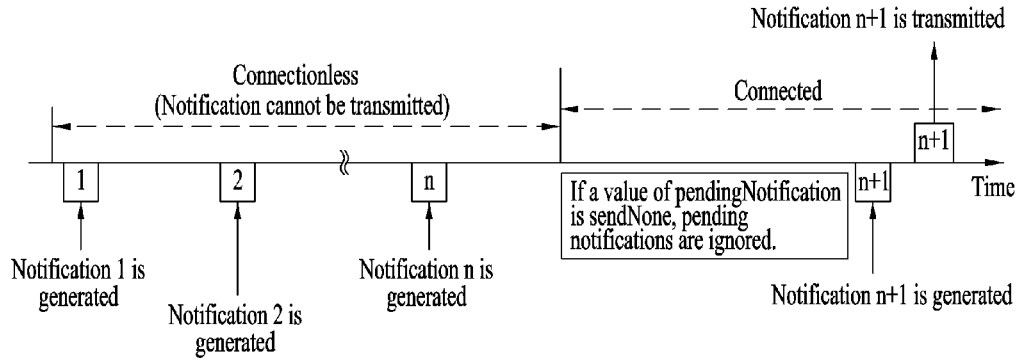 Notification n+1 is transmitted
Connectionless
(Notification cannot be transmitted)
Connected
n+1
1
2
n
n+1
Time
If a value of pendingNotification
is sendNone, pending
notifications are ignored.
Notification 1 is
generated
Notification 2 is
generated
Notification n is
generated
Notification n+1 is generated